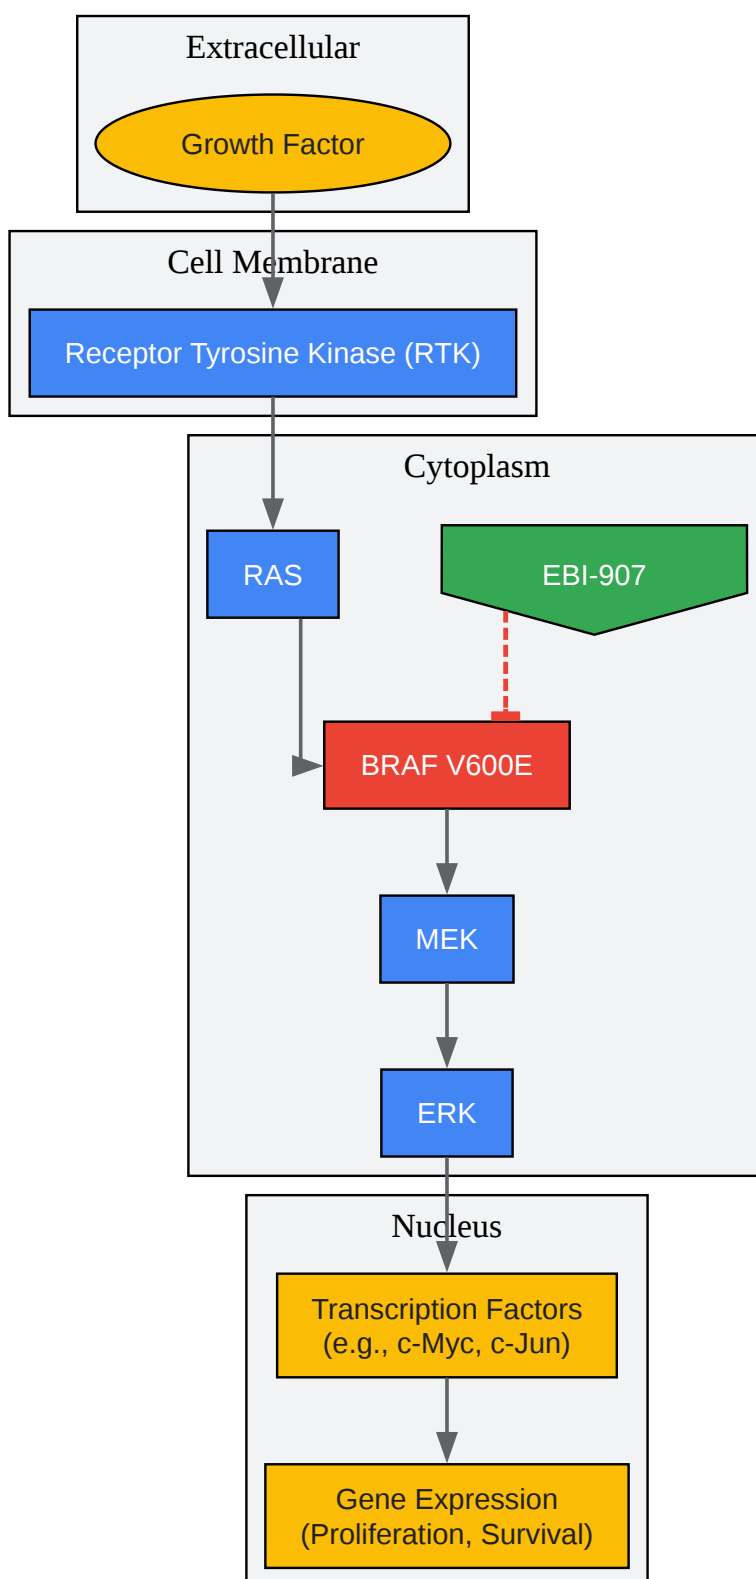 Extracellular
Growth Factor
Cell Membrane
Receptor Tyrosine Kinase (RTK)
Cytoplasm
RAS
EBI-907
BRAF V600E
MEK
ERK
Nucleus
Transcription Factors
(e.g., c-Myc, c-Jun)
Gene Expression
(Proliferation, Survival)